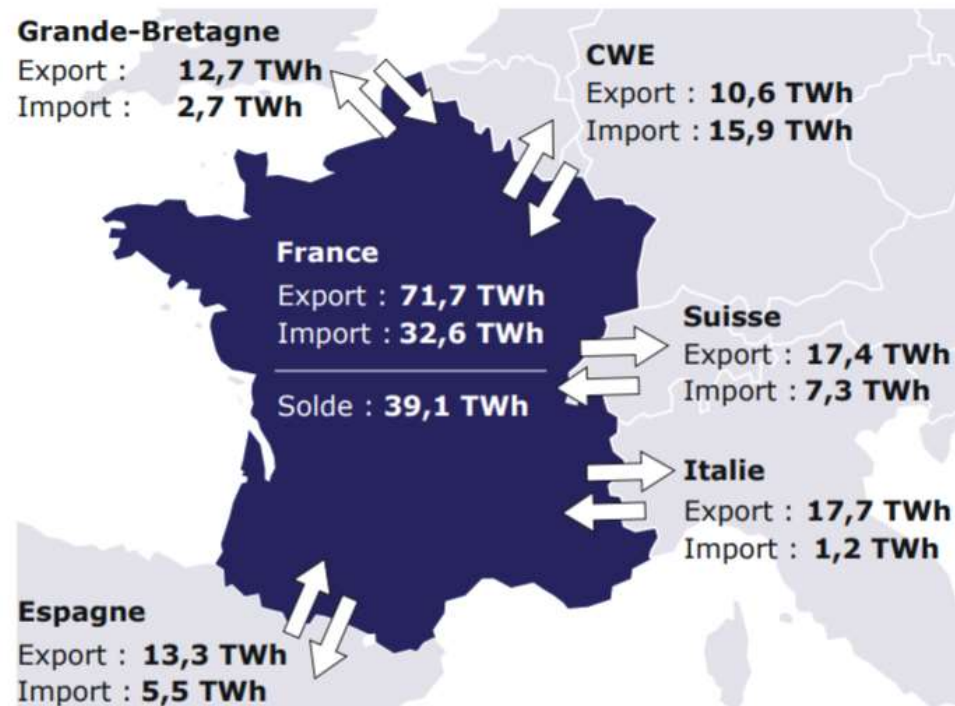 Grande-Bretagne
Export : 12,7 TWh
Import : 2,7 TWh
CWE
Export : 10,6 TWh
Import : 15,9 TWh
France
Export : 71,7 TWh
Import : 32,6 TWh
Solde : 39,1 TWh
Suisse
Export : 17,4 TWh
Import : 7,3 TWh
Italie
Export : 17,7 TWh
Import : 1,2 TWh
Espagne
Export : 13,3 TWh
Import : 5,5 TWh